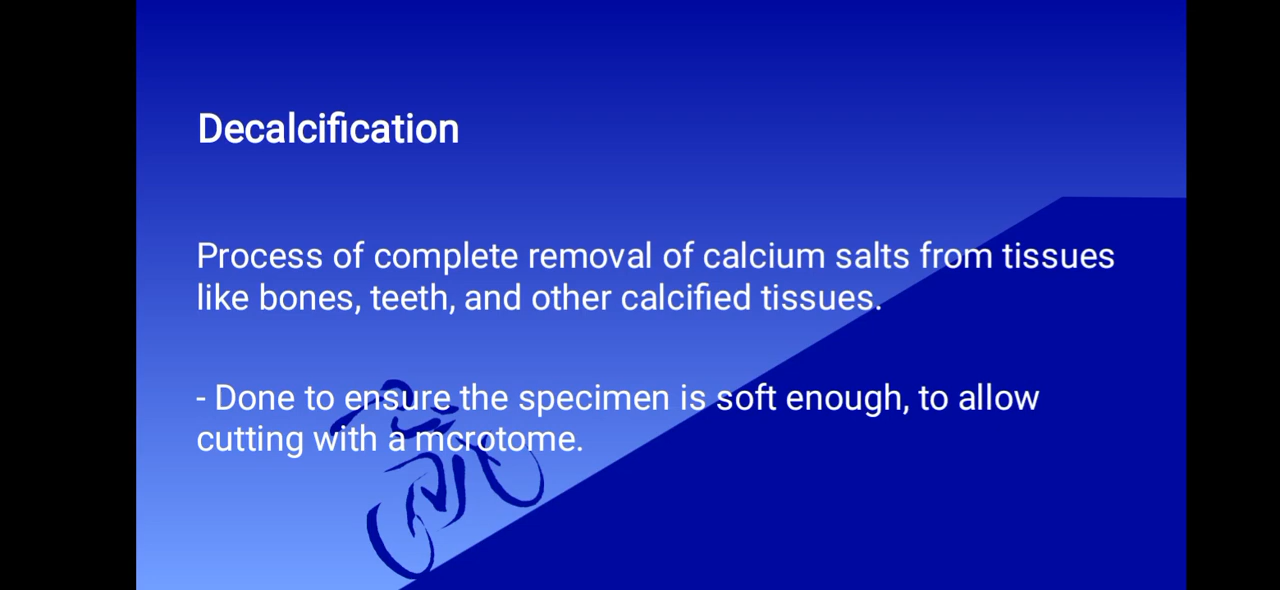 Decalcification
Process of complete removal of calcium salts from tissues
like bones, teeth, and other calcified tissues.
- Done to ensure the specimen is soft enough, to allow
cutting with a mcrotome.